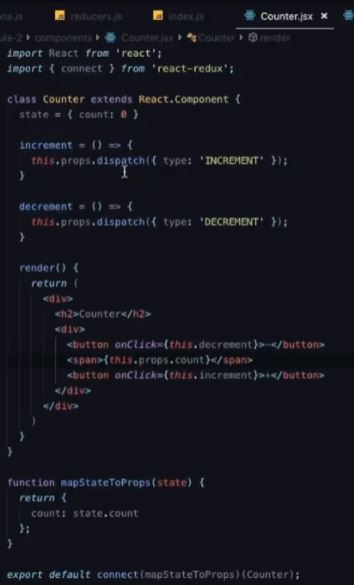 ns.js reducers.js index.js Counter.jsx ×
components > Counter.jsx > Counter > render
import React from 'react';
import { connect } from 'react-redux';
class Counter extends React.Component {
state = { count: 0 }
increment = () => {
this.props.dispatch({ type: 'INCREMENT' });
}
decrement = () => {
this.props.dispatch({ type: 'DECREMENT' });
}
render() {
return (
<div>
<h2>Counter</h2>
<div>
<button onClick={this.decrement}>-</button>
<span>{this.props.count}</span>
<button onClick={this.increment}>+</button>
</div>
</div>
)
}
}
function mapStateToProps(state) {
return {
count: state.count
};
}
export default connect(mapStateToProps)(Counter);